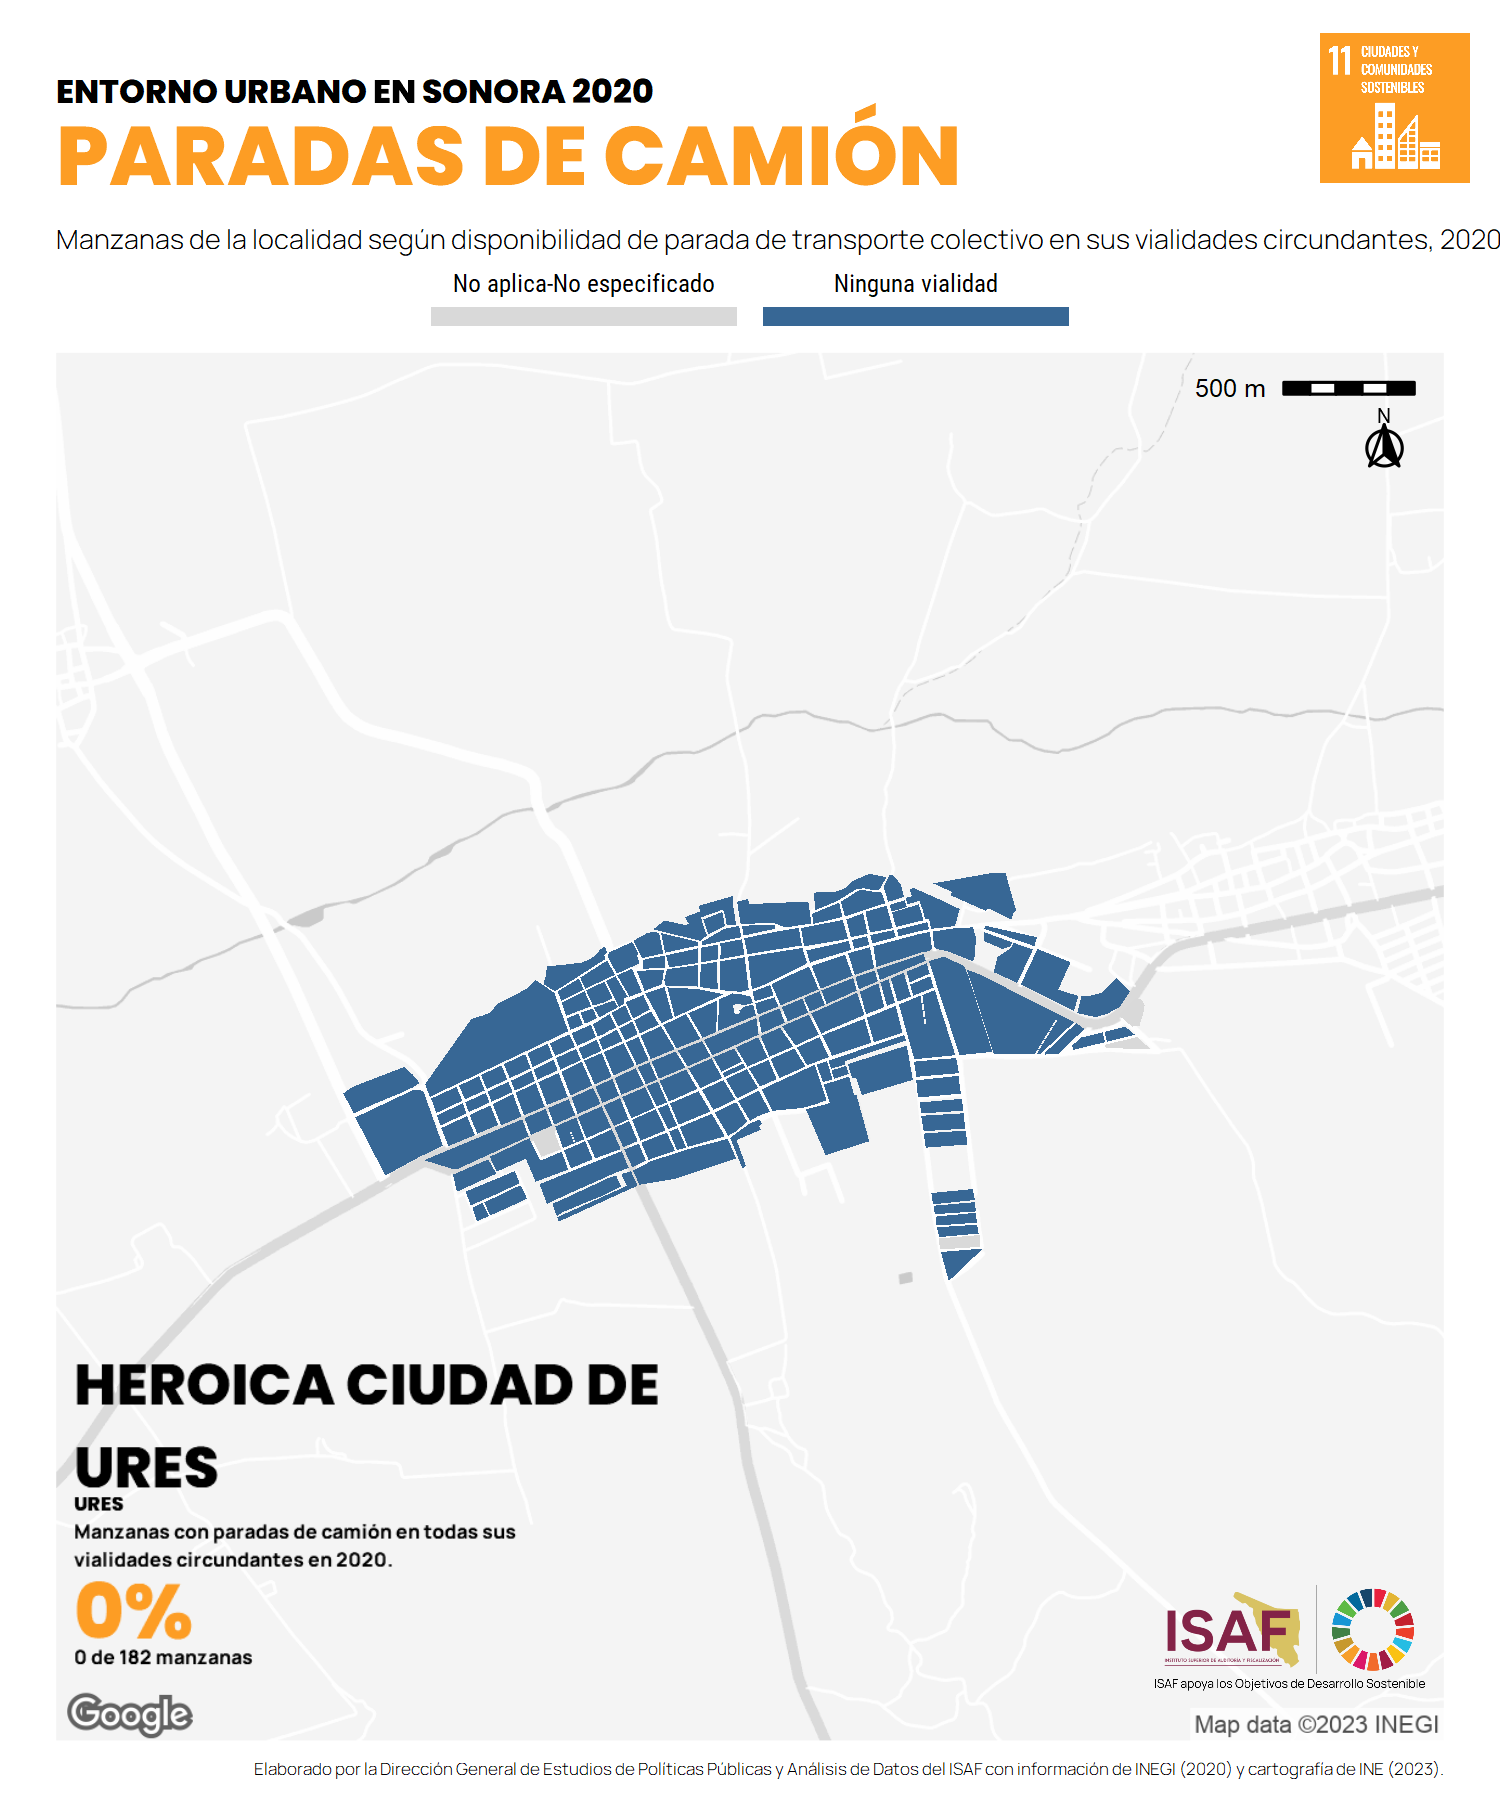 11 CIUDADES Y
COMUNIDADES
SOSTENIBLES
ENTORNO URBANO EN SONORA 2020
PARADAS DE CAMIÓN
Manzanas de la localidad según disponibilidad de parada de transporte colectivo en sus vialidades circundantes, 2020
No aplica-No especificado
Ninguna vialidad
500 m
N
HEROICA CIUDAD DE
URES
URES
Manzanas con paradas de camión en todas sus
vialidades circundantes en 2020.
0%
0 de 182 manzanas
ISAF
INSTITUTO SUPERIOR DE AUDITORÍA Y FISCALIZACIÓN
ISAF apoya los Objetivos de Desarrollo Sostenible
Google
Map data ©2023 INEGI
Elaborado por la Dirección General de Estudios de Políticas Públicas y Análisis de Datos del ISAF con información de INEGI (2020) y cartografía de INE (2023).